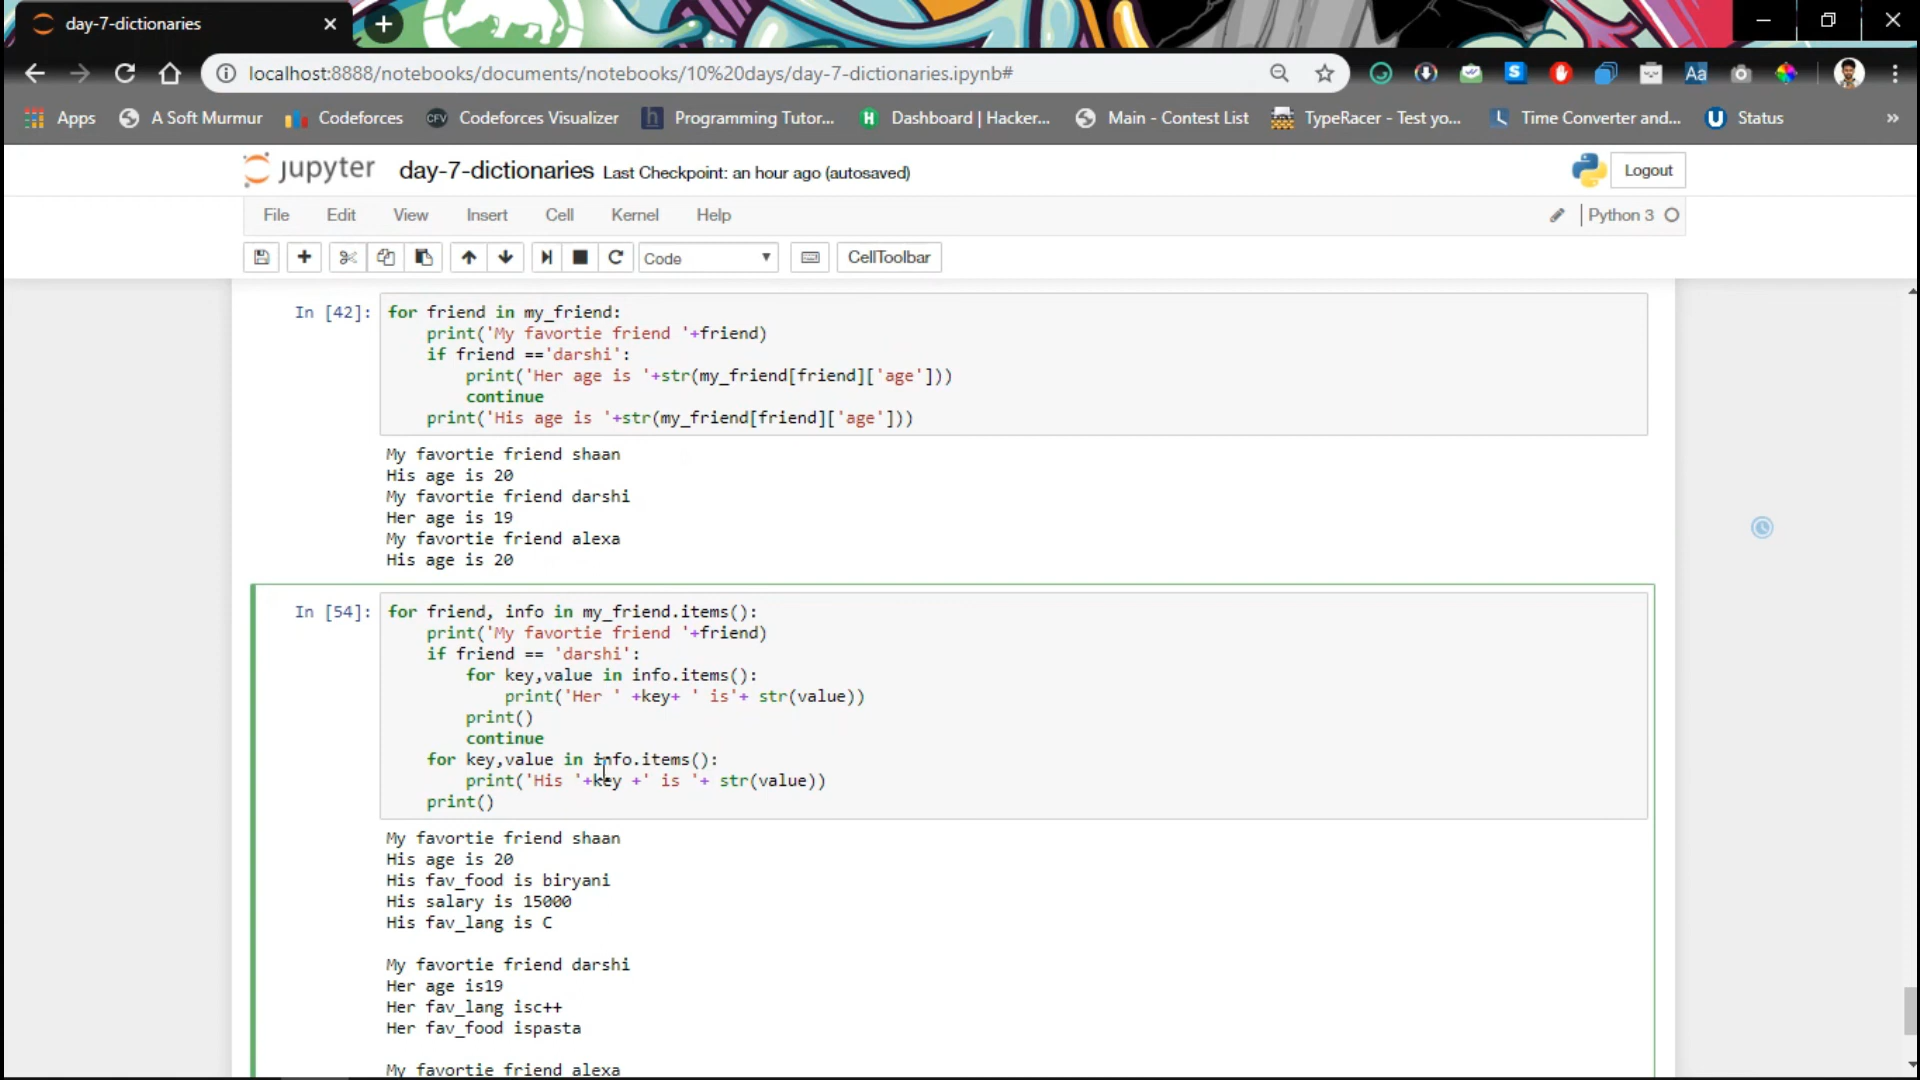 day-7-dictionaries
localhost:8888/notebooks/documents/notebooks/10%20days/day-7-dictionaries.ipynb#
Apps A Soft Murmur Codeforces CFV Codeforces Visualizer h Programming Tutor... H Dashboard | Hacker... Main - Contest List TypeRacer - Test yo... Time Converter and... U Status »
jupyter day-7-dictionaries Last Checkpoint: an hour ago (autosaved) Logout
File Edit View Insert Cell Kernel Help Python 3
Code CellToolbar
In [42]: for friend in my_friend:
print('My favortie friend '+friend)
if friend =='darshi':
print('Her age is '+str(my_friend[friend]['age']))
continue
print('His age is '+str(my_friend[friend]['age']))
My favortie friend shaan
His age is 20
My favortie friend darshi
Her age is 19
My favortie friend alexa
His age is 20
In [54]: for friend, info in my_friend.items():
print('My favortie friend '+friend)
if friend == 'darshi':
for key,value in info.items():
print('Her ' +key+ ' is'+ str(value))
print()
continue
for key,value in info.items():
print('His '+key +' is '+ str(value))
print()
My favortie friend shaan
His age is 20
His fav_food is biryani
His salary is 15000
His fav_lang is C
My favortie friend darshi
Her age is19
Her fav_lang isc++
Her fav_food ispasta
My favortie friend alexa